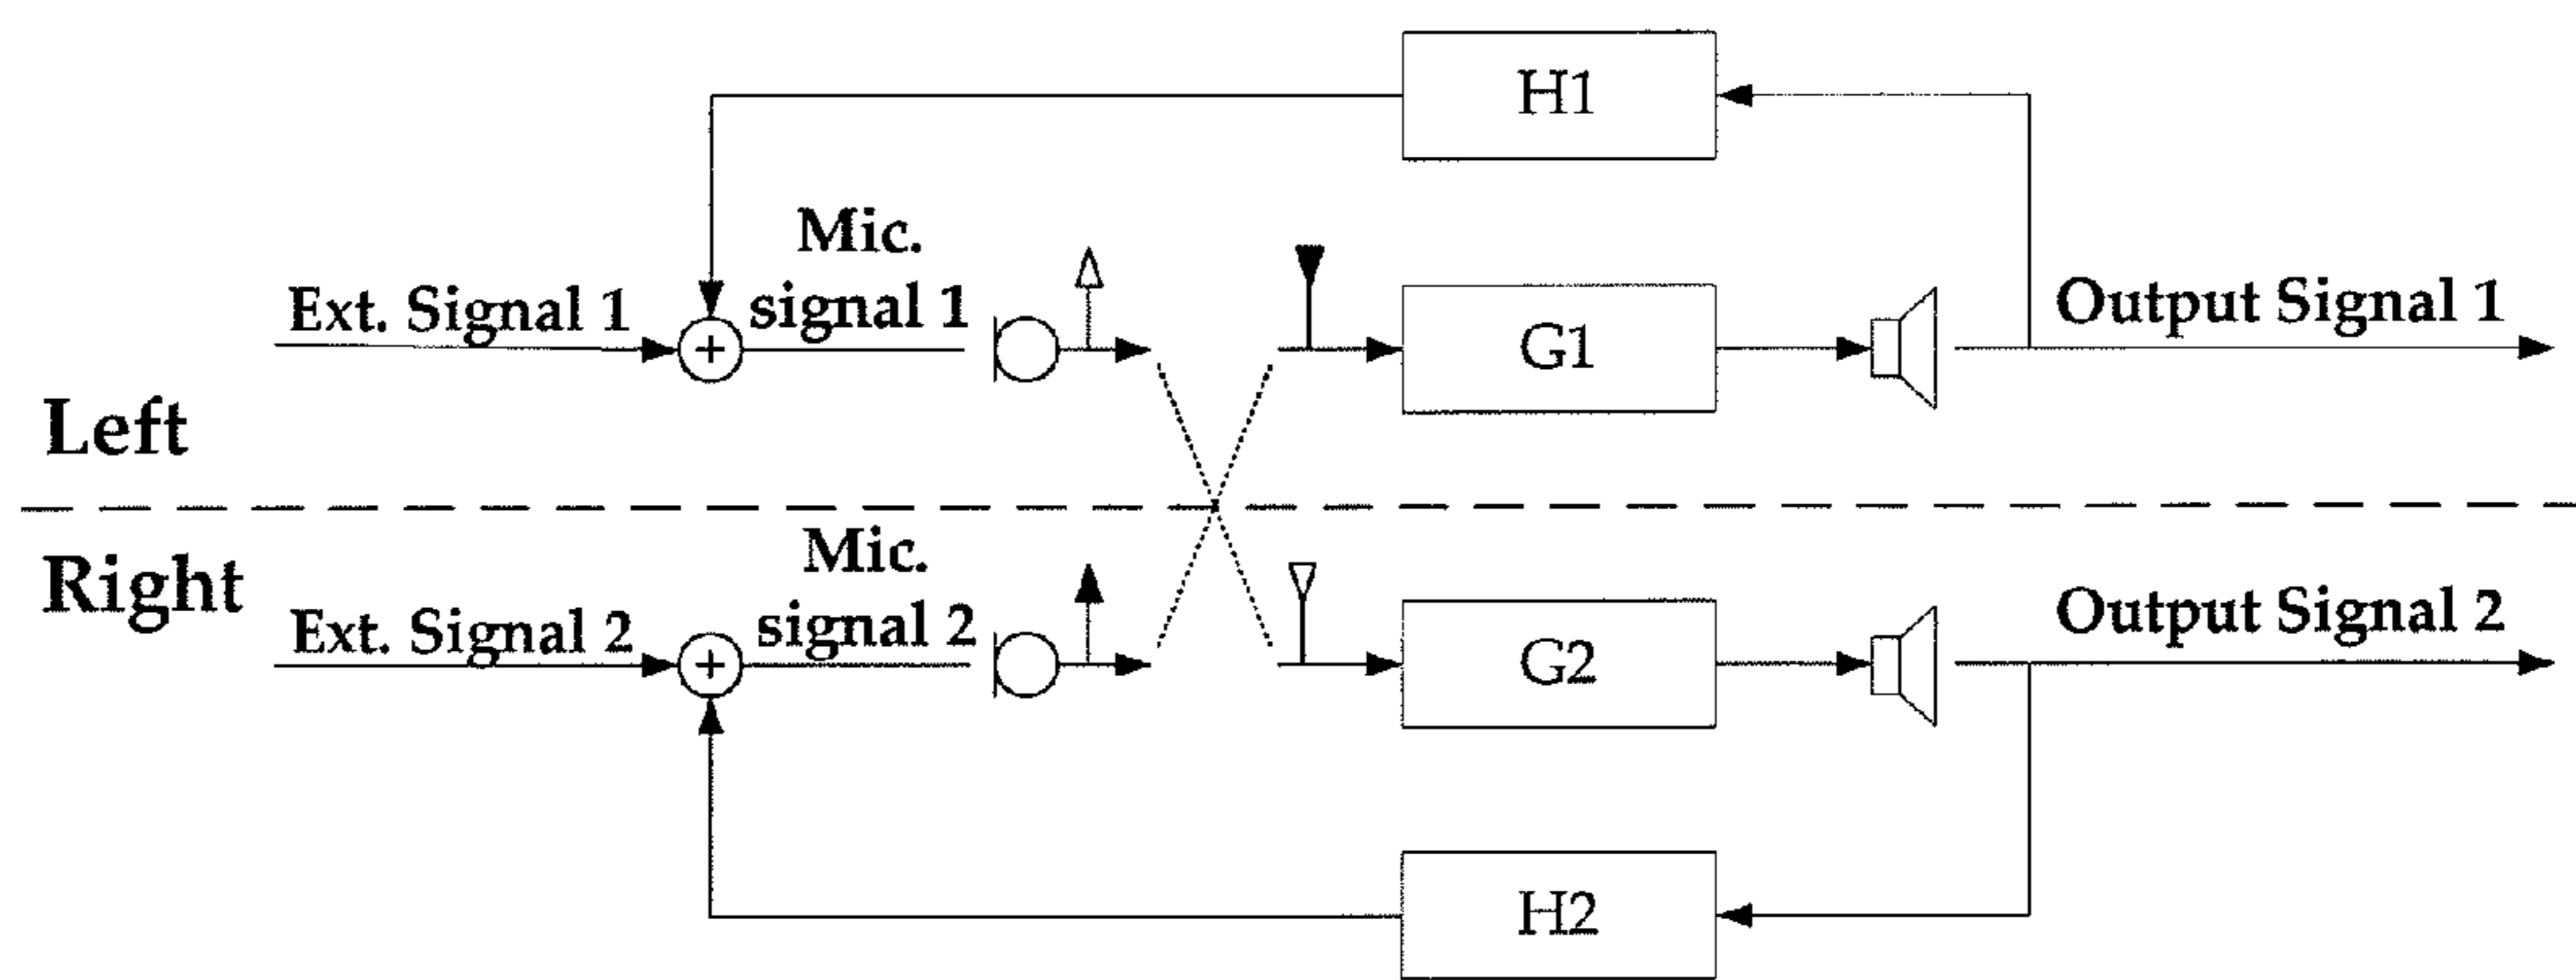 H1
Mic.
signal 1
Ext. Signal 1
G1
Output Signal 1
Left
Right
Mic.
signal 2
Ext. Signal 2
G2
Output Signal 2
H2